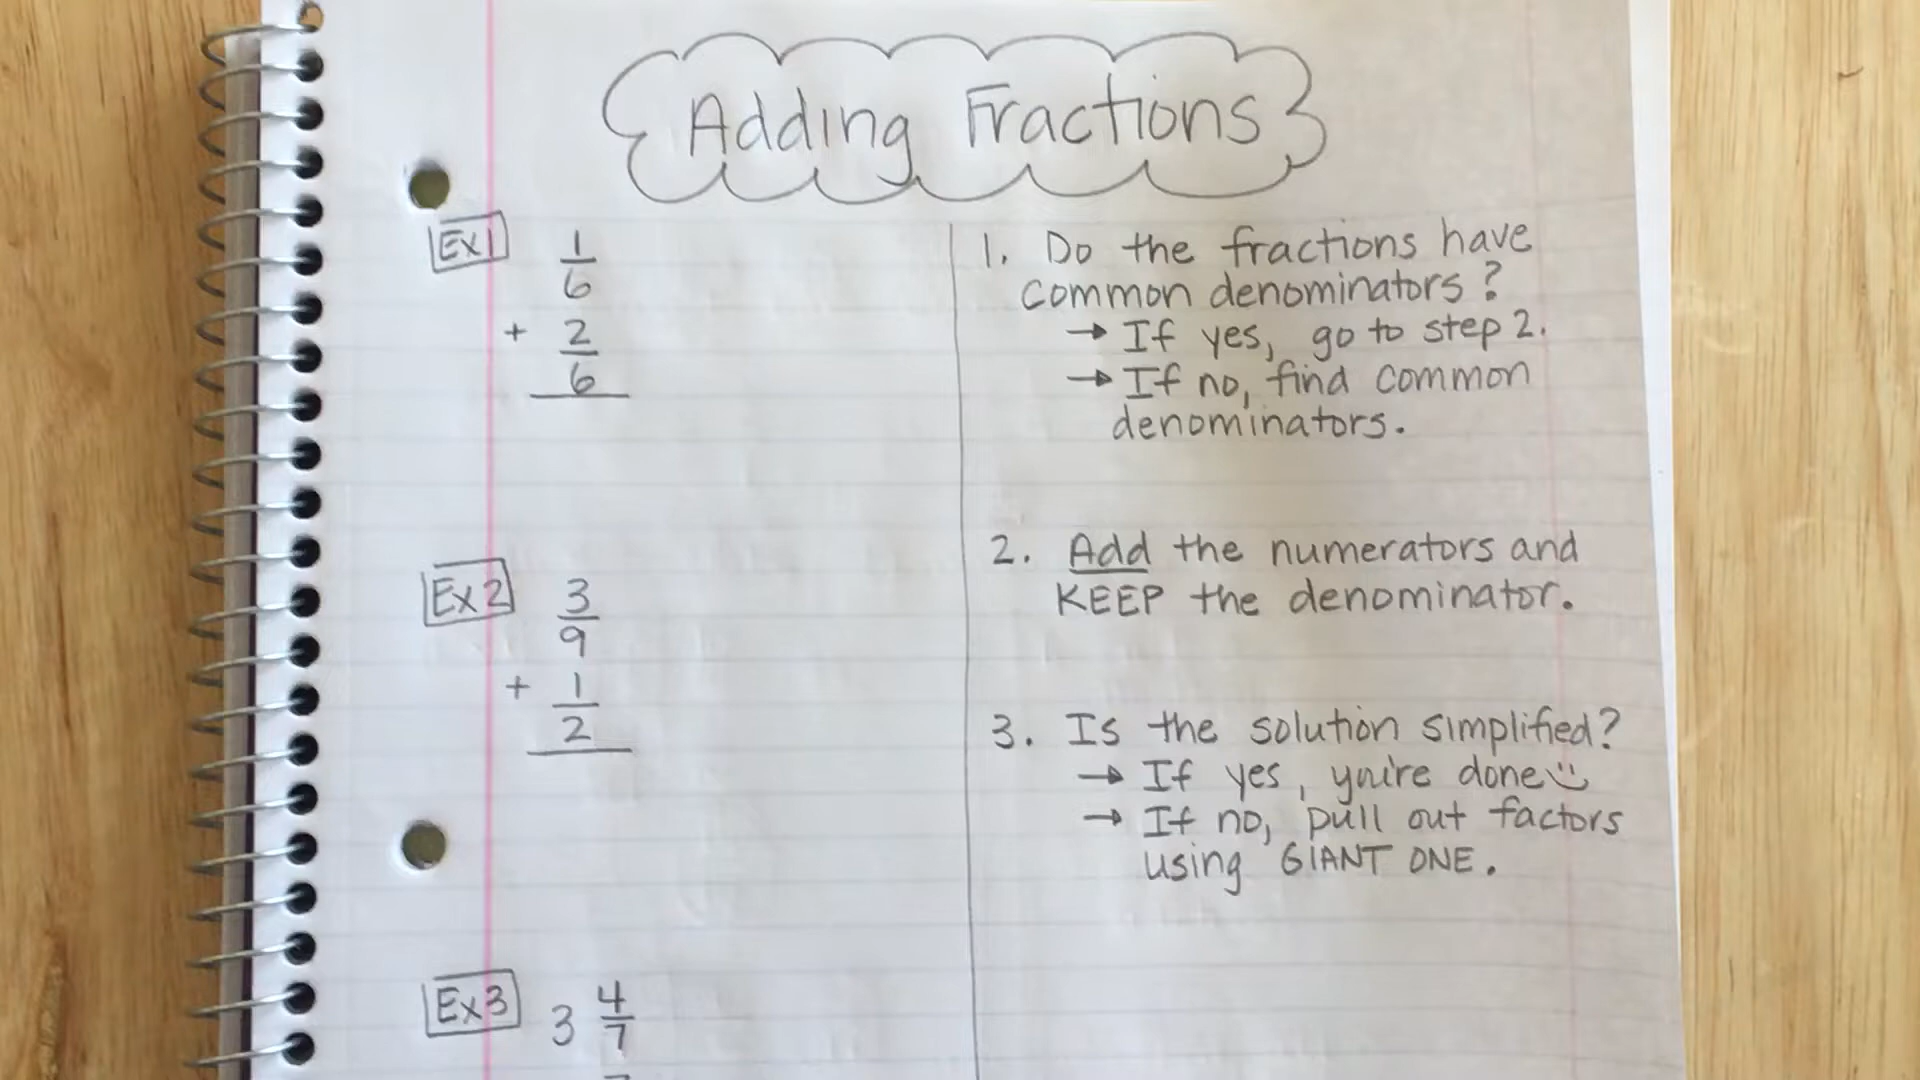 Adding Fractions
Ex1
1
6
+ 2
6
Ex2
3
9
+ 1
2
Ex3
3 4
7
1. Do the fractions have
common denominators?
→ If yes, go to step 2.
→ If no, find common
denominators.
2. Add the numerators and
KEEP the denominator.
3. Is the solution simplified?
→ If yes, you're done
→ If no, pull out factors
using GIANT ONE.